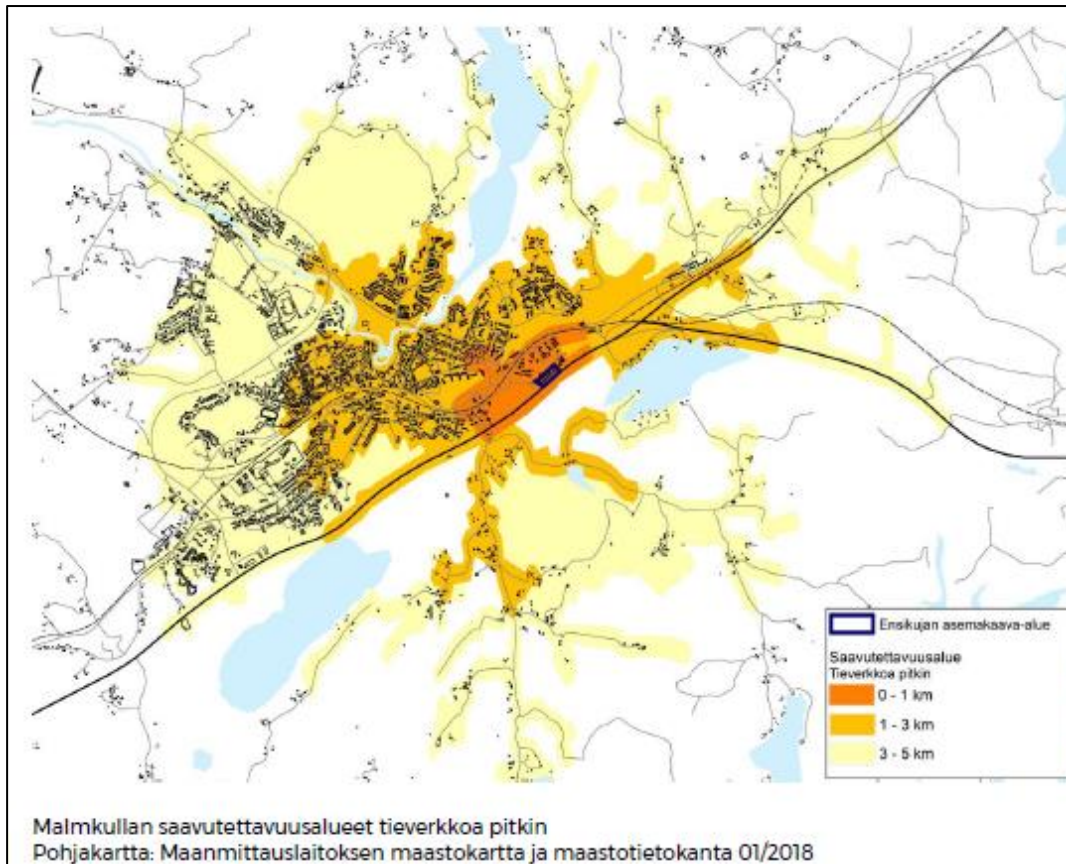 Ensikujan asemakaava-alue
Saavutettavuusalue
Tieverkkoa pitkin
0 - 1 km
1 - 3 km
3 - 5 km
Malmkullan saavutettavuusalueet tieverkkoa pitkin
Pohjakartta: Maanmittauslaitoksen maastokartta ja maastotietokanta 01/2018